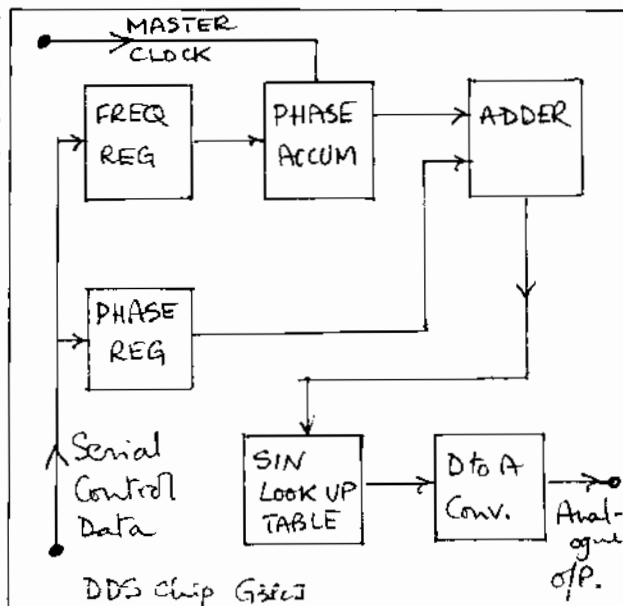 MASTER
CLOCK
FREQ
REG
PHASE
ACCUM
ADDER
PHASE
REG
Serial
Control
Data
SIN
LOOK UP
TABLE
D to A
Conv.
Anal-
ogue
o/P.
DDS Chip